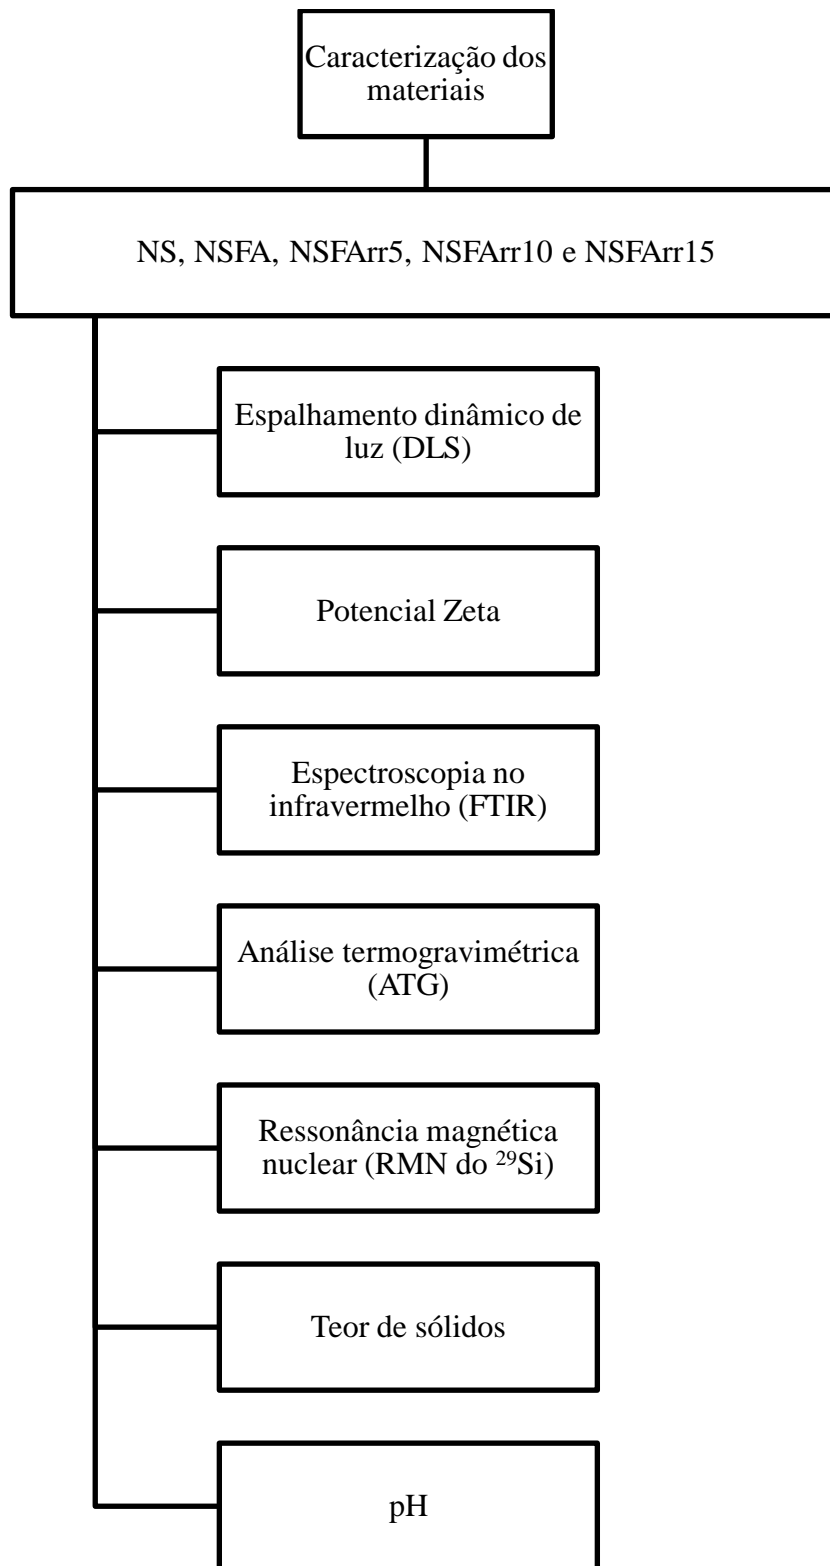 Caracterização dos
materiais
NS, NSFA, NSFArr5, NSFArr10 e NSFArr15
Espalhamento dinâmico de
luz (DLS)
Potencial Zeta
Espectroscopia no
infravermelho (FTIR)
Análise termogravimétrica
(ATG)
Ressonância magnética
nuclear (RMN do ²⁹Si)
Teor de sólidos
pH